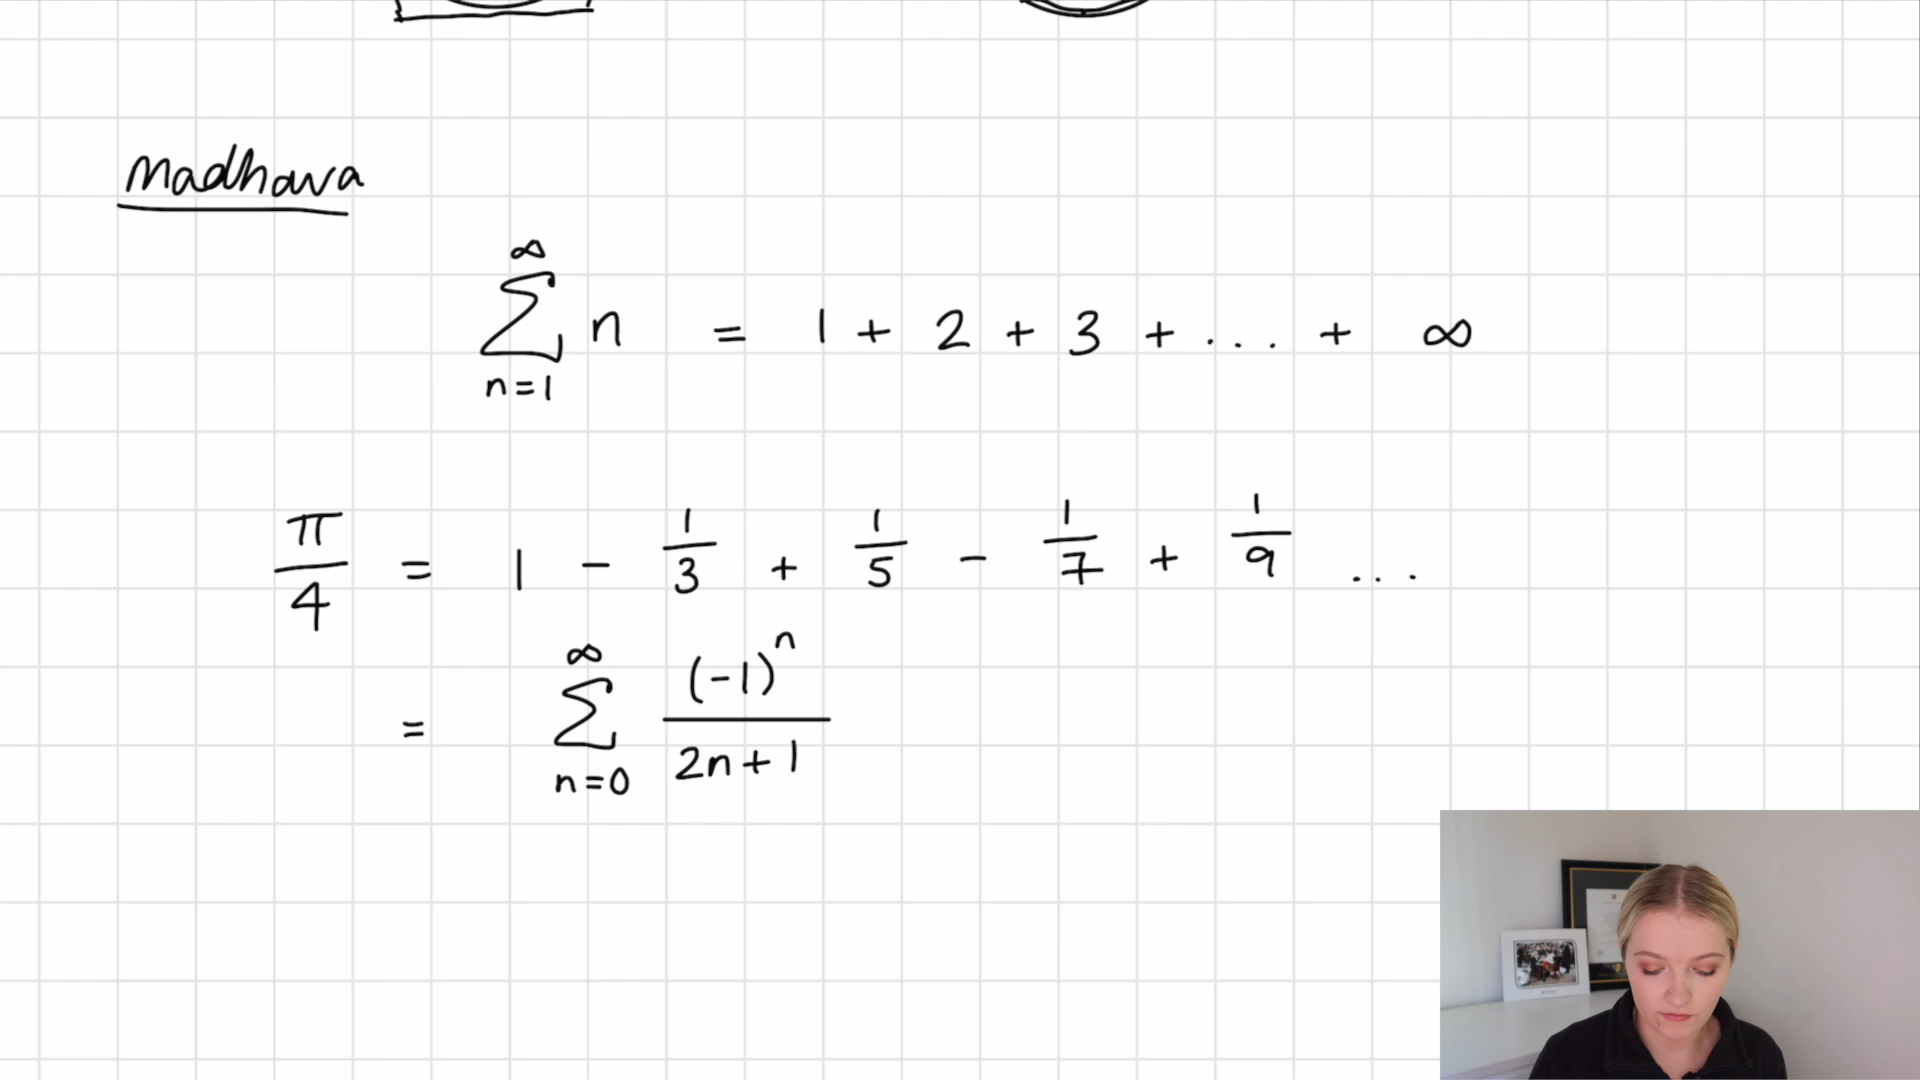 Madhava
∞
∑ n = 1 + 2 + 3 + ... + ∞
n=1
π/4 = 1 - 1/3 + 1/5 - 1/7 + 1/9 ...
∞
= ∑ (-1)^n / 2n+1
n=0